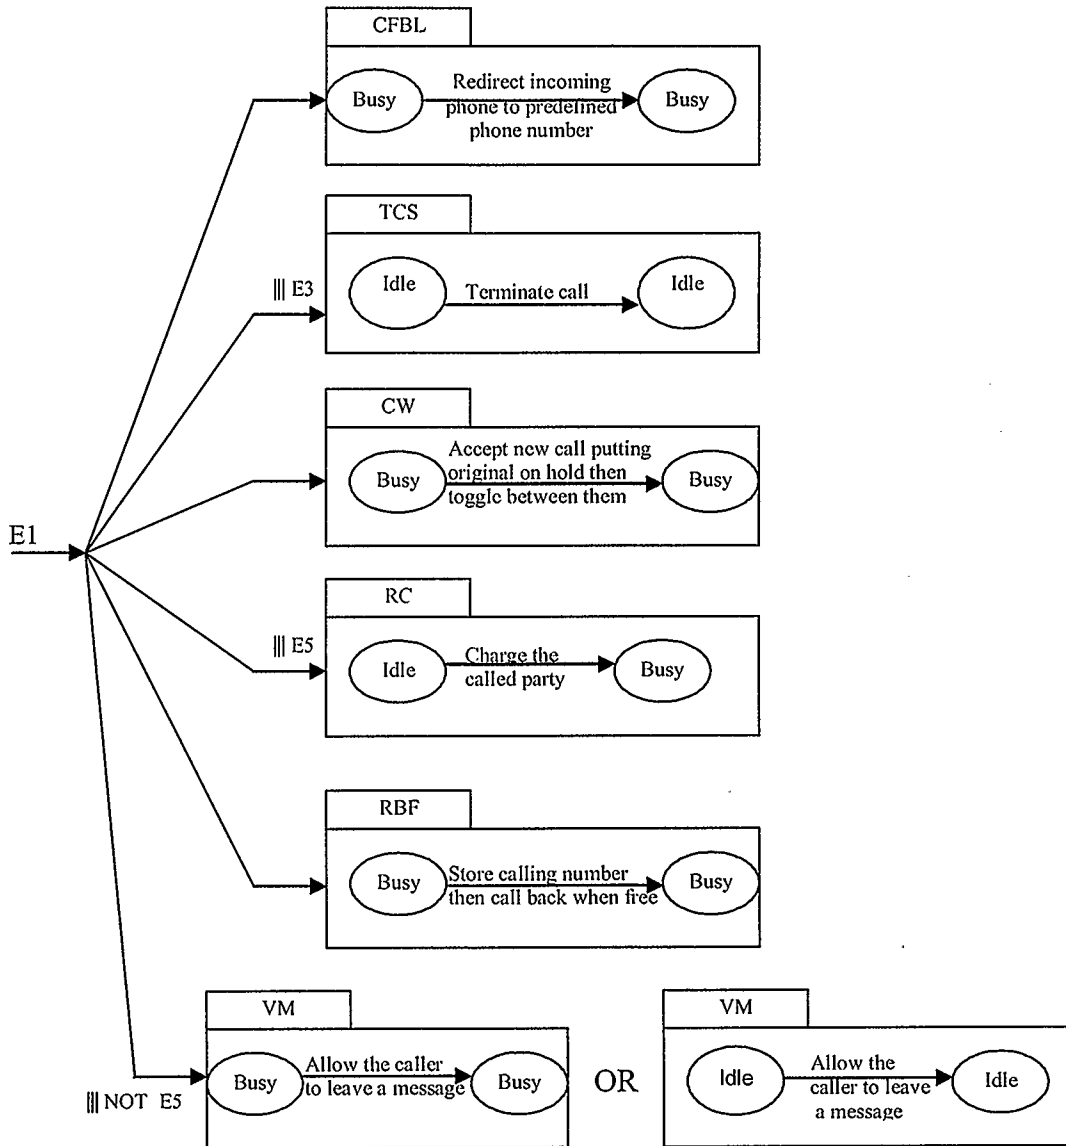 CFBL
Busy
Redirect incoming
phone to predefined
phone number
Busy
TCS
||| E3
Idle
Terminate call
Idle
CW
Busy
Accept new call putting
original on hold then
toggle between them
Busy
E1
RC
||| E5
Idle
Charge the
called party
Busy
RBF
Busy
Store calling number
then call back when free
Busy
VM
||| NOT E5
Busy
Allow the caller
to leave a message
Busy
OR
VM
Idle
Allow the
caller to leave
a message
Idle